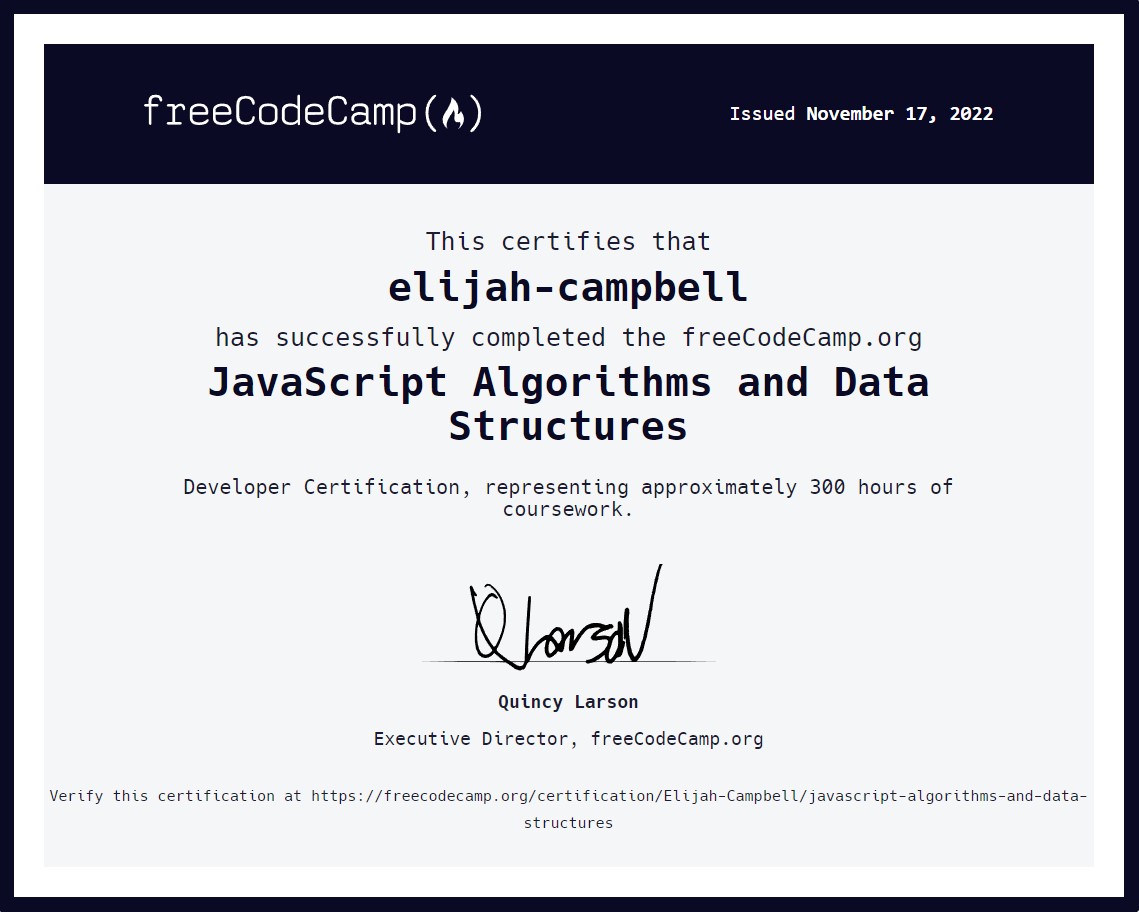 freeCodeCamp(🔥)
Issued November 17, 2022
This certifies that
elijah-campbell
has successfully completed the freeCodeCamp.org
JavaScript Algorithms and Data
Structures
Developer Certification, representing approximately 300 hours of
coursework.
Q Larson
Quincy Larson
Executive Director, freeCodeCamp.org
Verify this certification at https://freecodecamp.org/certification/Elijah-Campbell/javascript-algorithms-and-data-
structures